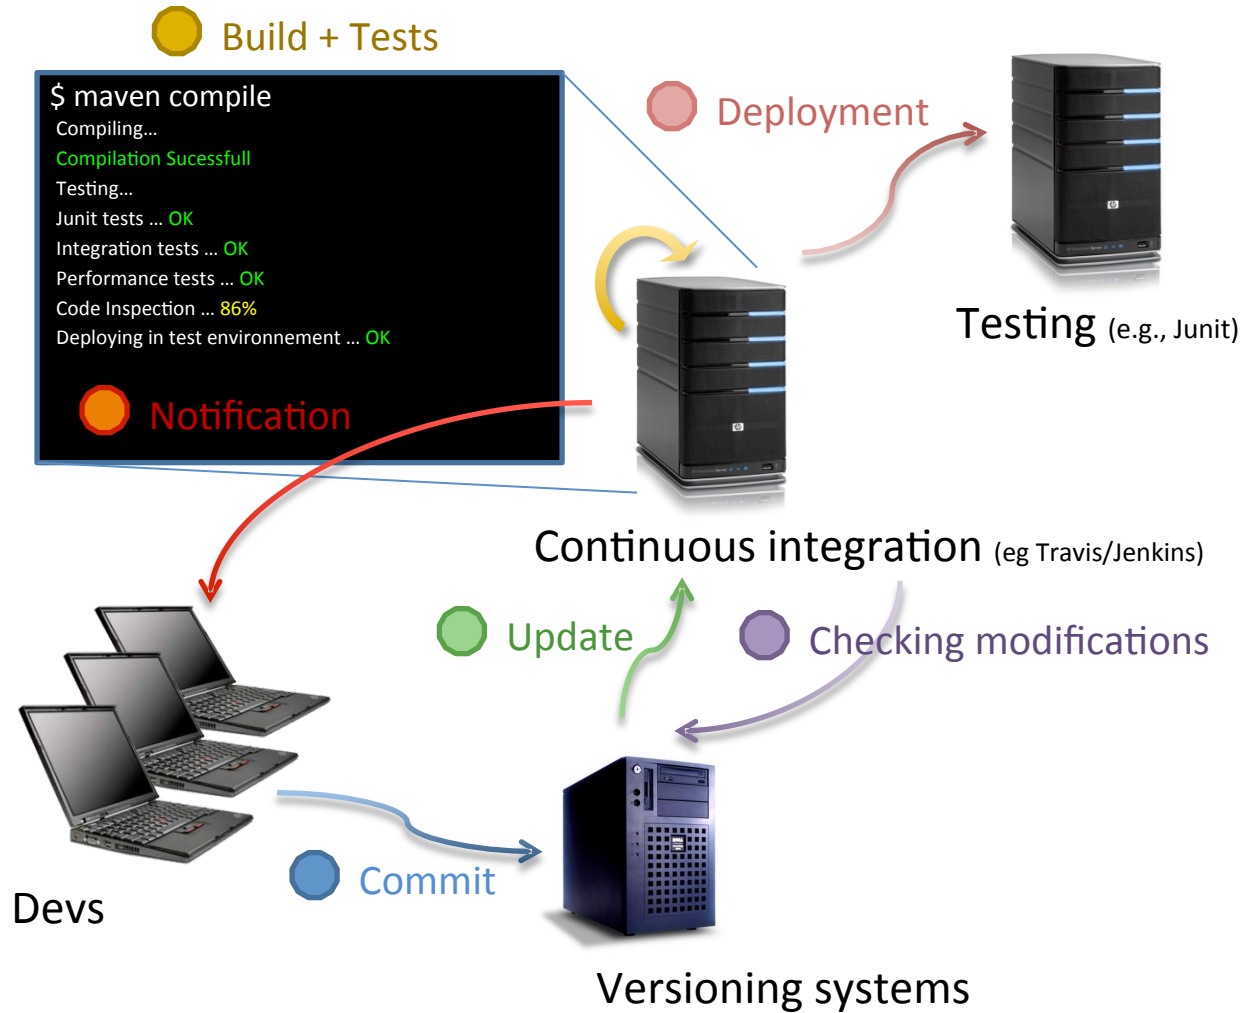 Build + Tests
$ maven compile
Compiling...
Compilation Sucessfull
Testing...
Junit tests ... OK
Integration tests ... OK
Performance tests ... OK
Code Inspection ... 86%
Deploying in test environnement ... OK
Notification
Deployment
Testing (e.g., Junit)
Continuous integration (eg Travis/Jenkins)
Update
Checking modifications
Commit
Devs
Versioning systems